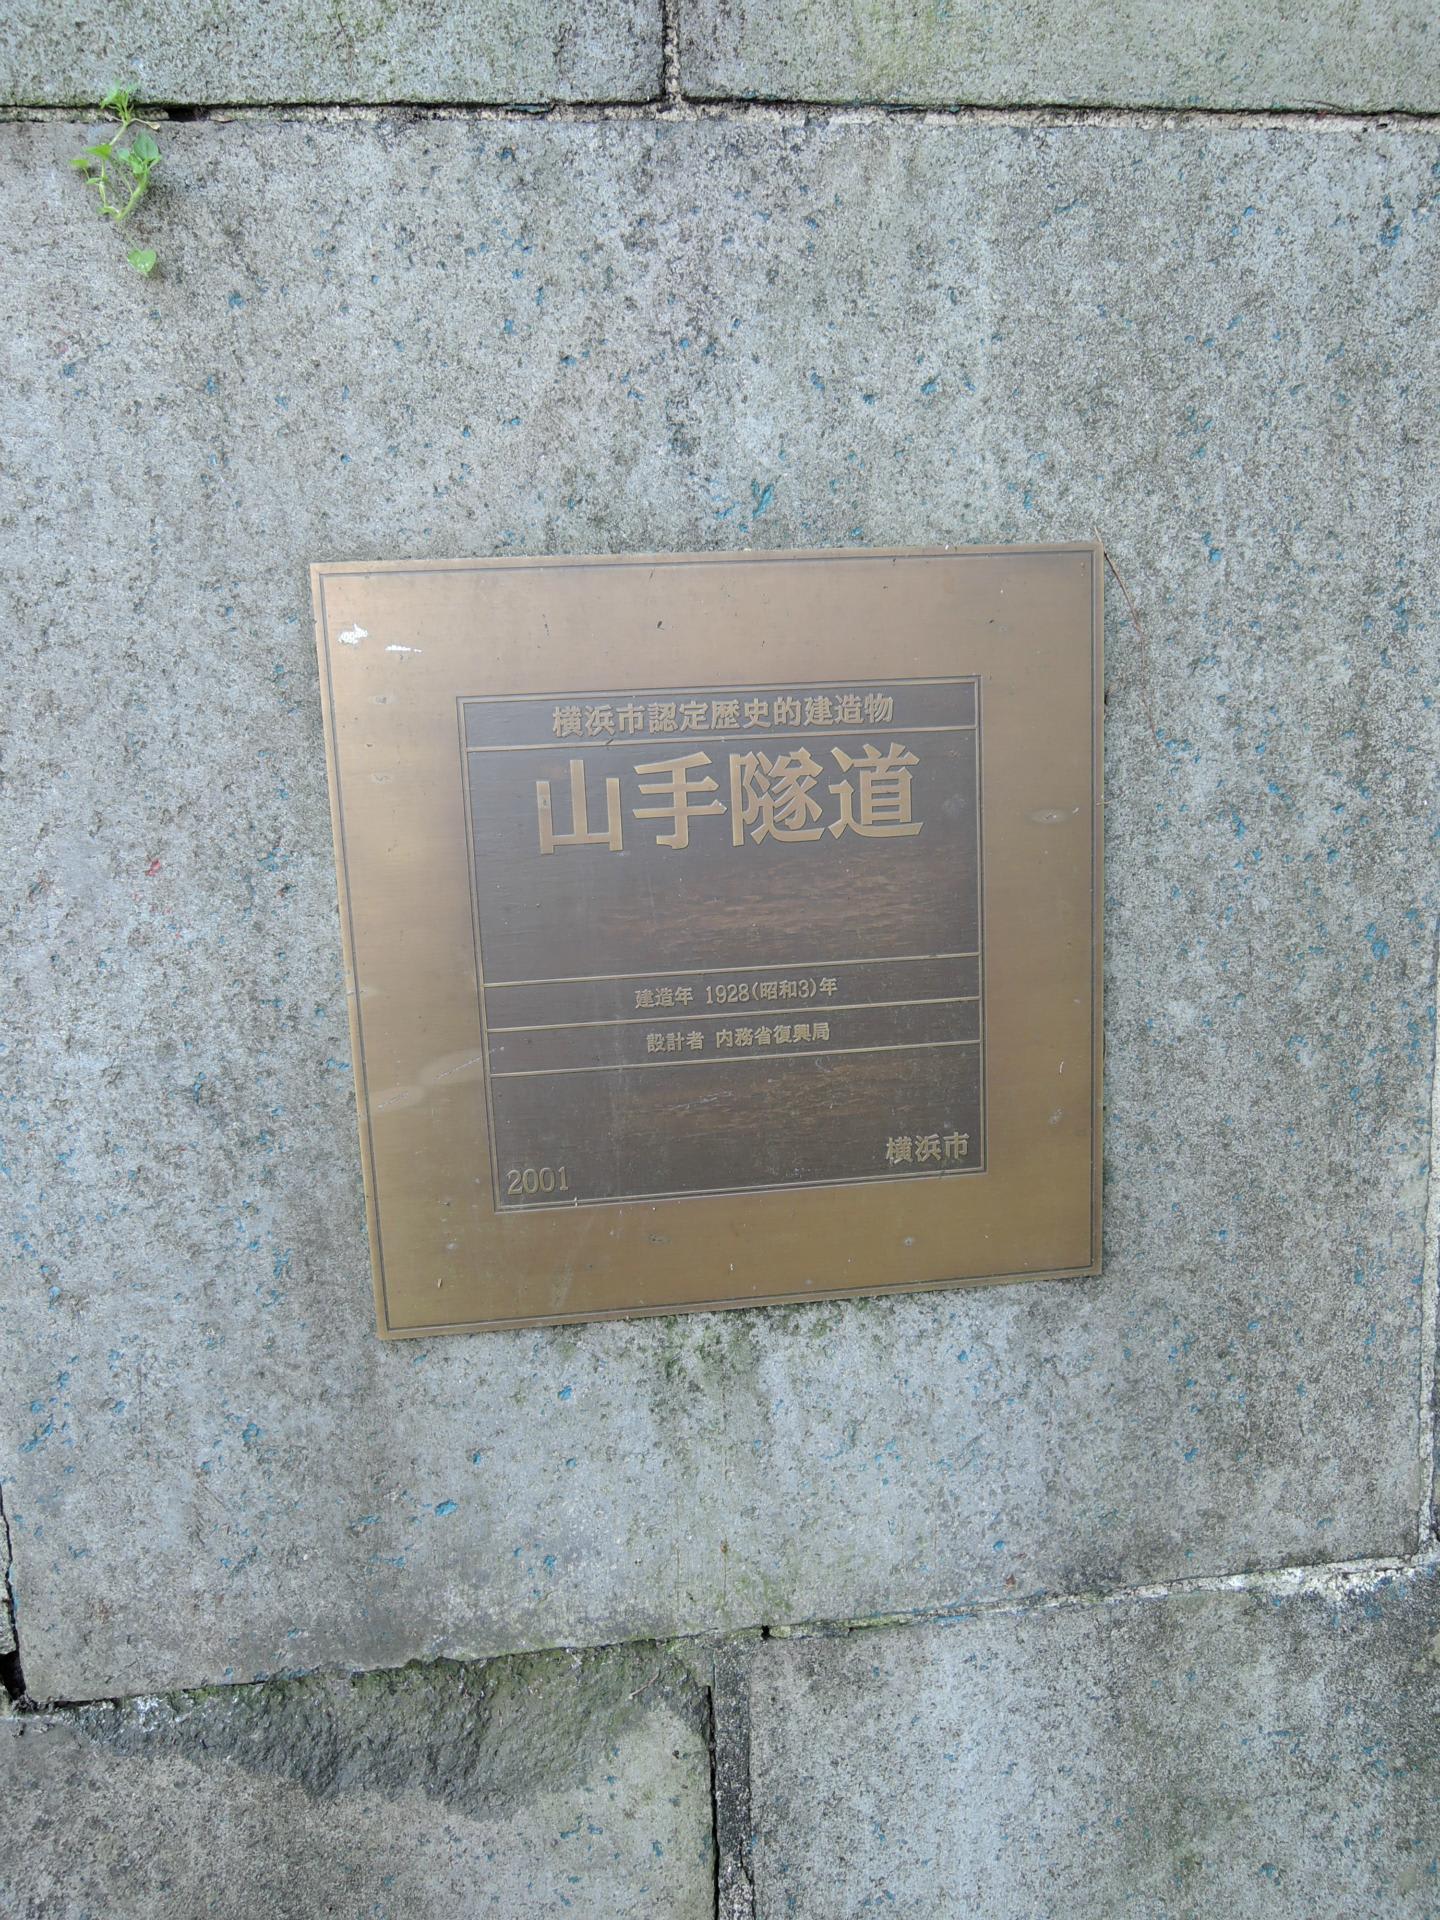 横浜市認定歴史的建造物
山手隧道
建造年 1928(昭和3)年
設計者 内務省復興局
横浜市
2001